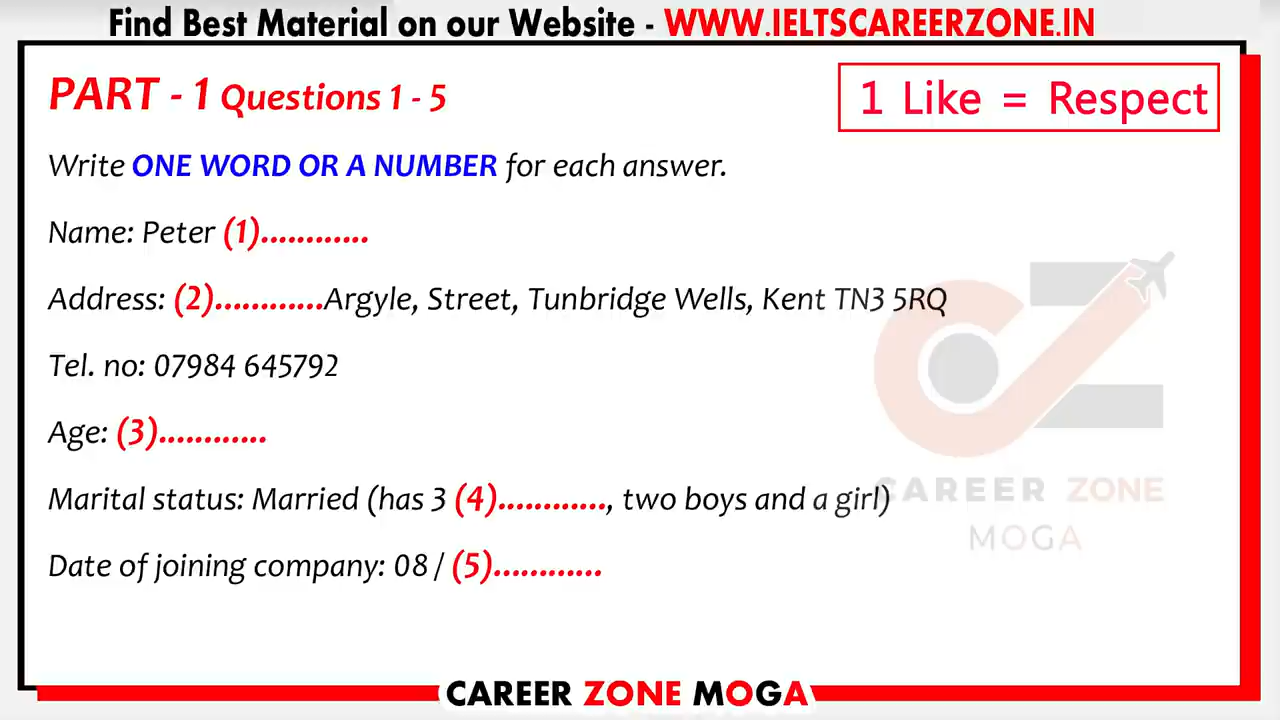 Find Best Material on our Website - WWW.IELTSCAREERZONE.IN
PART - 1 Questions 1 - 5
1 Like = Respect
Write ONE WORD OR A NUMBER for each answer.
Name: Peter (1)............
Address: (2)............Argyle, Street, Tunbridge Wells, Kent TN3 5RQ
Tel. no: 07984 645792
Age: (3)............
Marital status: Married (has 3 (4)............, two boys and a girl)
CAREER ZONE
MOGA
Date of joining company: 08 / (5)............
CAREER ZONE MOGA